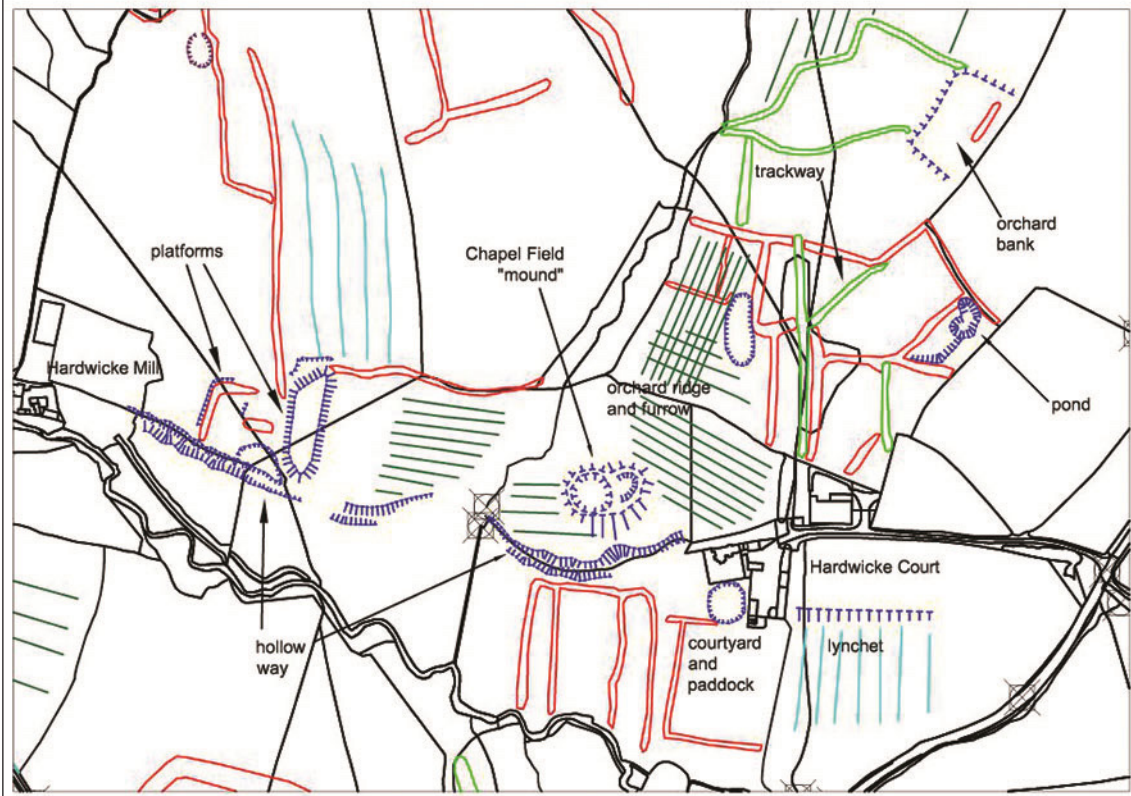 trackway
orchard
bank
platforms
Chapel Field
"mound"
Hardwicke Mill
orchard ridge
and furrow
pond
Hardwicke Court
hollow
way
courtyard
and
paddock
lynchet